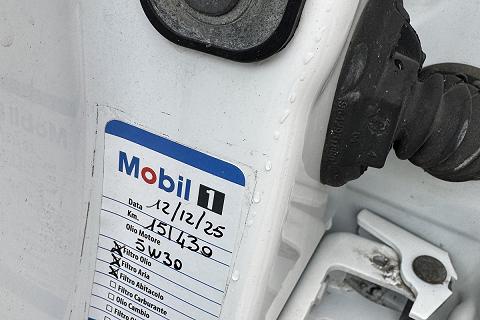 Mobil 1
Data 12/12/25
Km. 151430
Olio Motore
5W30
Filtro Olio
Filtro Aria
Filtro Abitacolo
Filtro Carburante
Olio Cambio